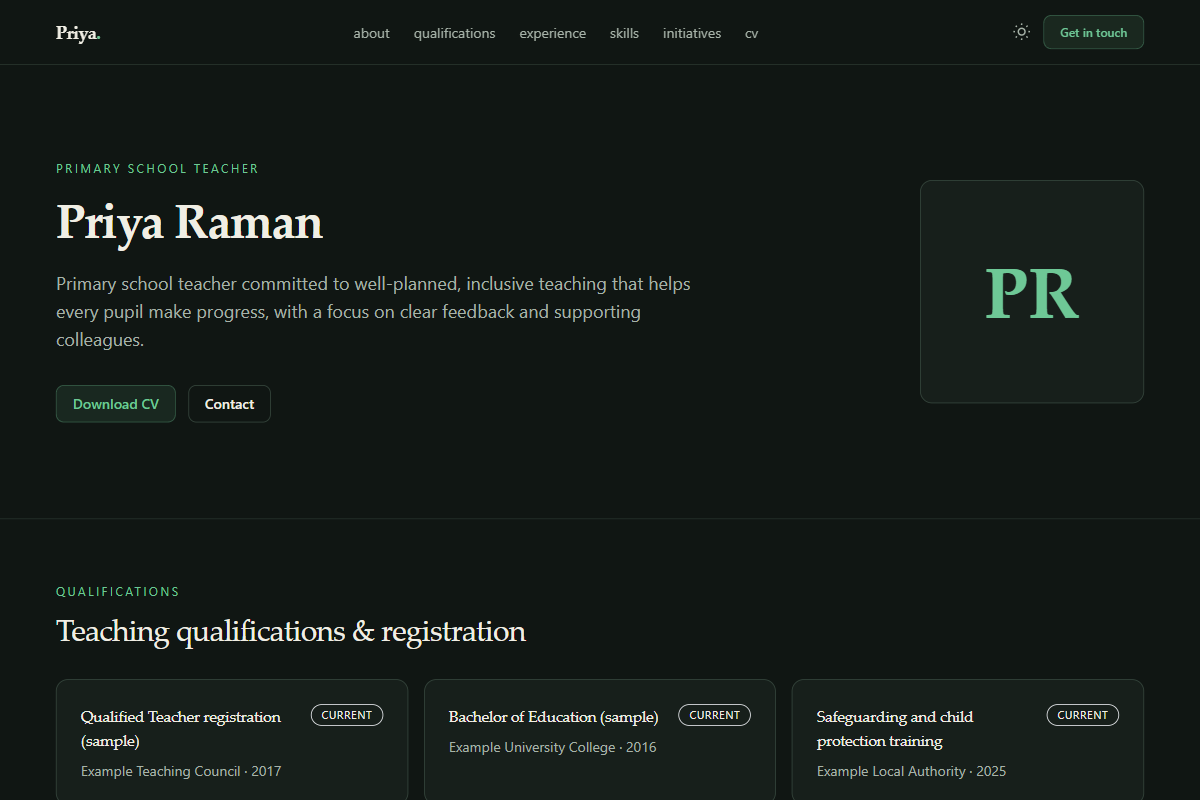 Priya.
about
qualifications
experience
skills
initiatives
cv
Get in touch
PRIMARY SCHOOL TEACHER
Priya Raman
Primary school teacher committed to well-planned, inclusive teaching that helps
every pupil make progress, with a focus on clear feedback and supporting
colleagues.
Download CV
Contact
PR
QUALIFICATIONS
Teaching qualifications & registration
Qualified Teacher registration
(sample)
CURRENT
Example Teaching Council · 2017
Bachelor of Education (sample)
CURRENT
Example University College · 2016
Safeguarding and child
protection training
CURRENT
Example Local Authority · 2025